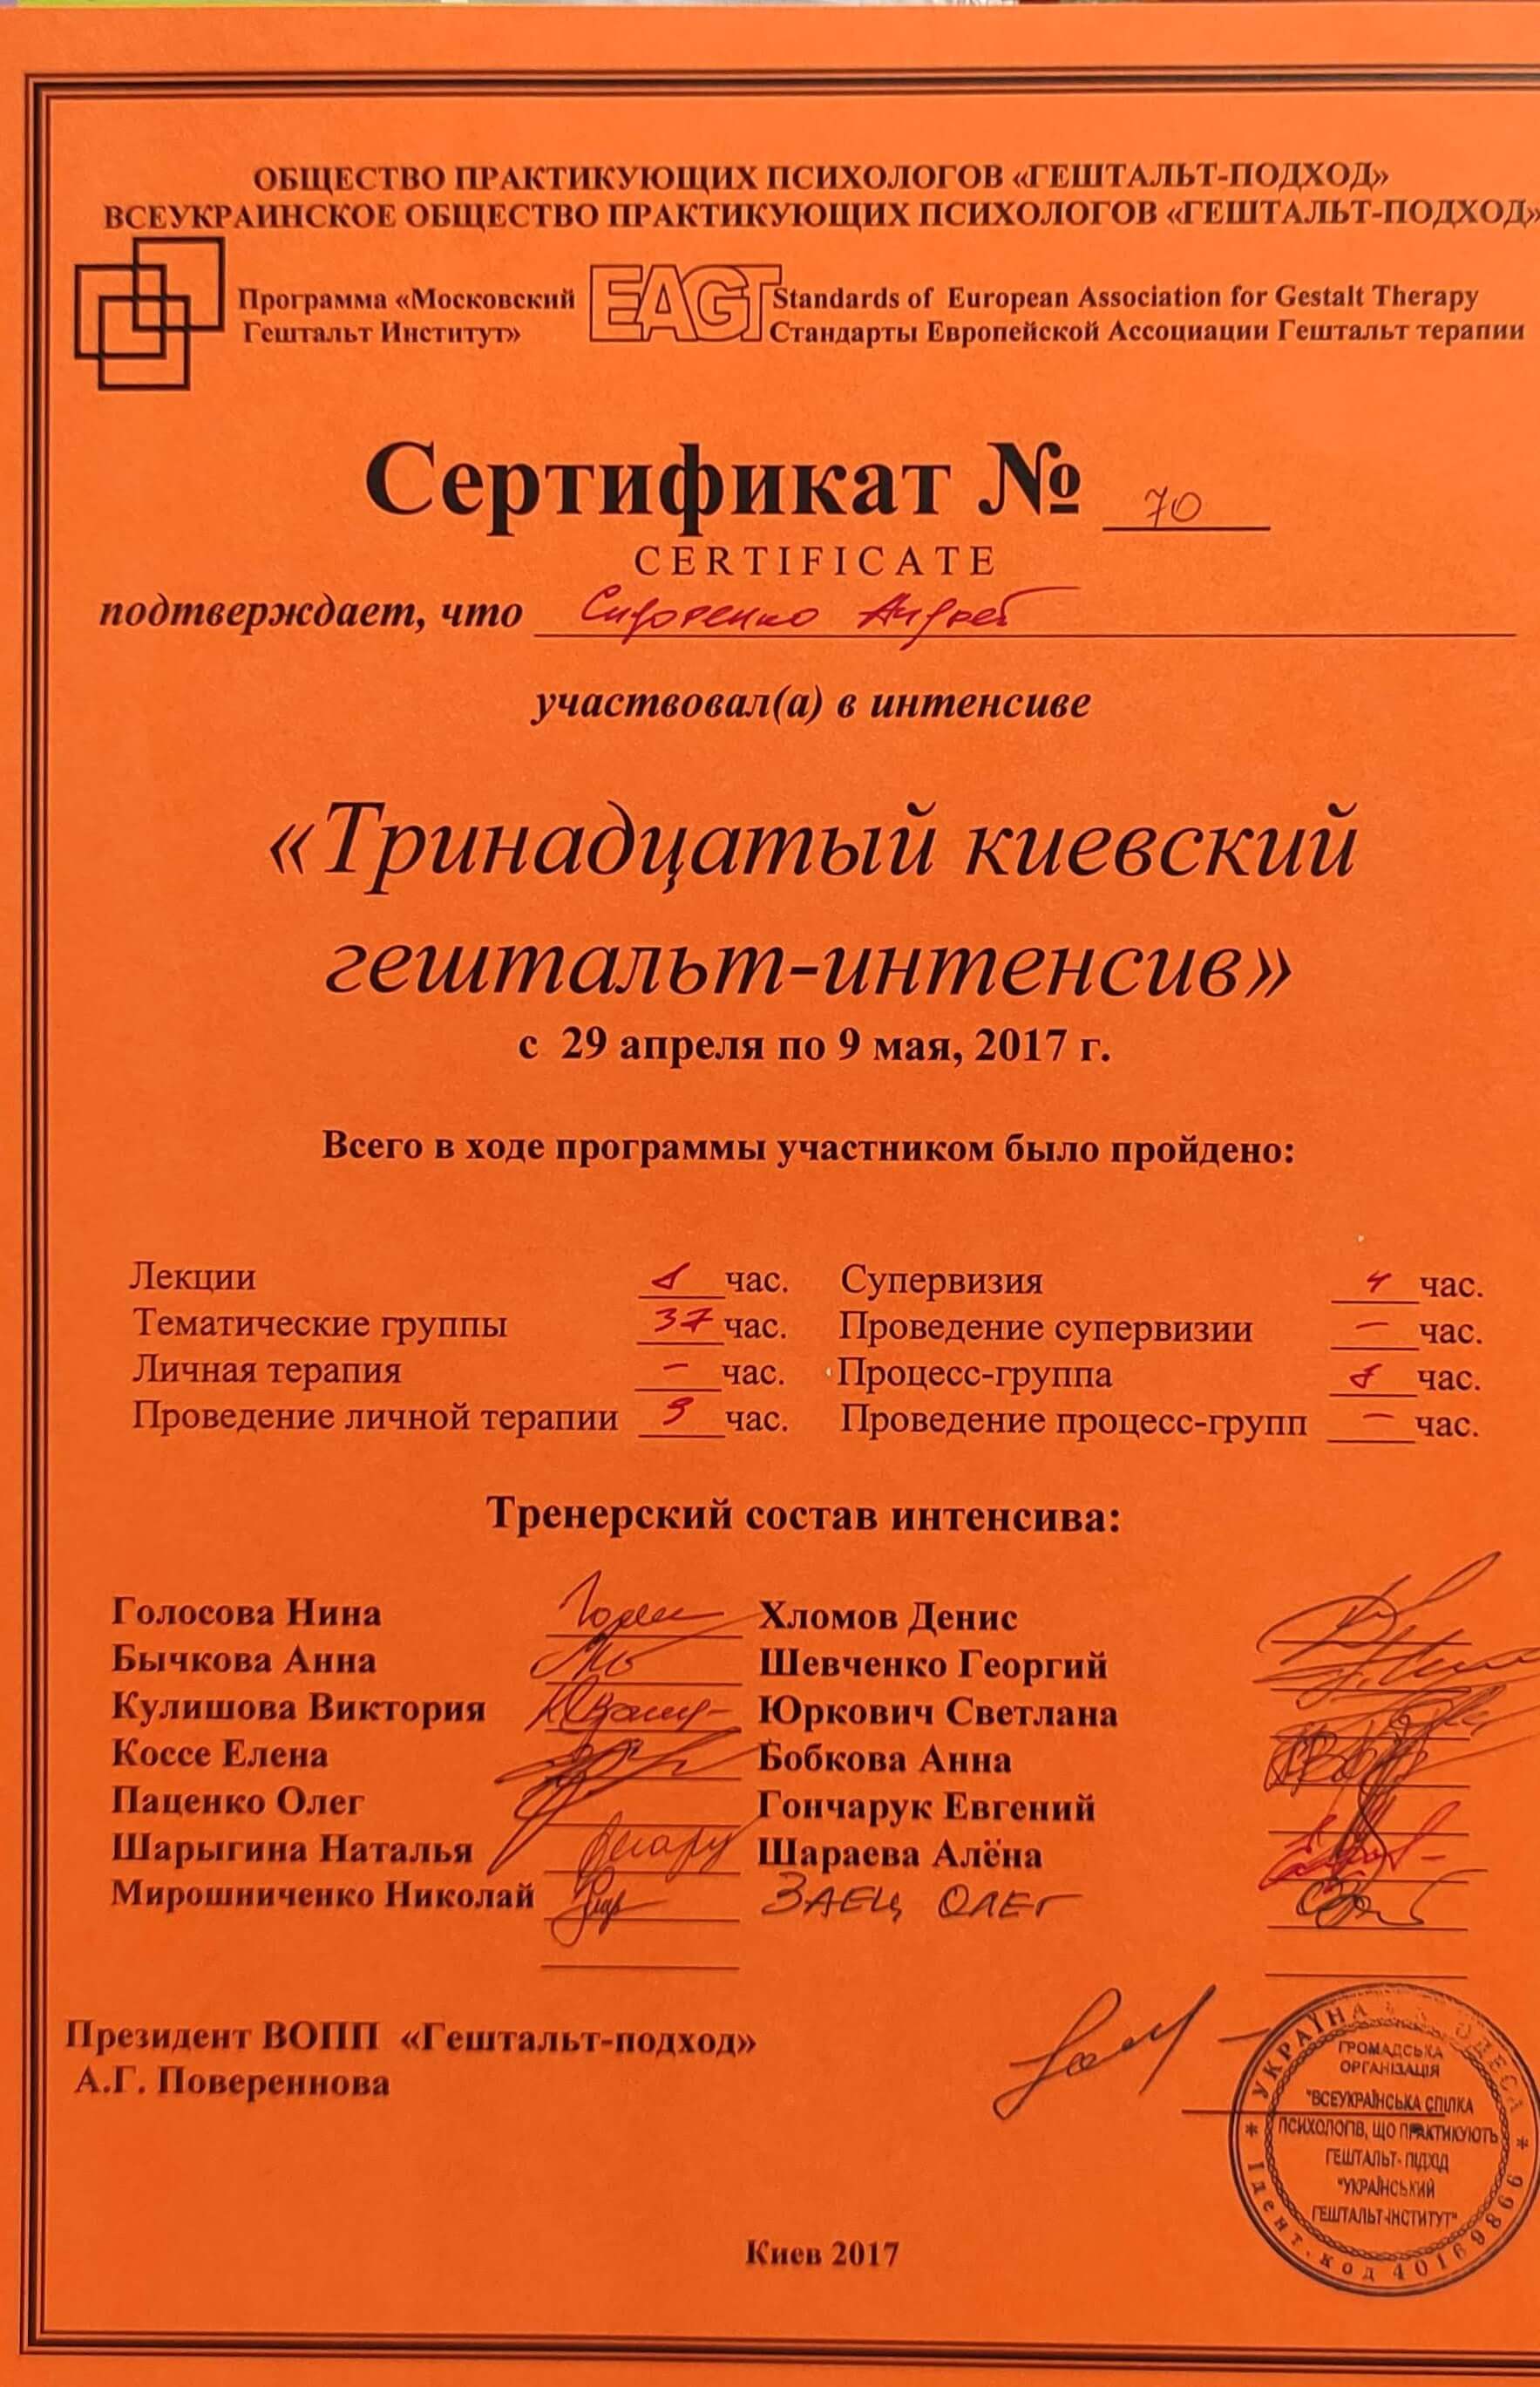 ОБЩЕСТВО ПРАКТИКУЮЩИХ ПСИХОЛОГОВ «ГЕШТАЛЬТ-ПОДХОД»
ВСЕУКРАИНСКОЕ ОБЩЕСТВО ПРАКТИКУЮЩИХ ПСИХОЛОГОВ «ГЕШТАЛЬТ-ПОДХОД»
Программа «Московский
Гештальт Институт»
EAGT
Standards of European Association for Gestalt Therapy
Стандарты Европейской Ассоциации Гештальт терапии
Сертификат № 70
CERTIFICATE
подтверждает, что Сидоренко Андрей
участвовал(а) в интенсиве
«Тринадцатый киевский
гештальт-интенсив»
с 29 апреля по 9 мая, 2017 г.
Всего в ходе программы участником было пройдено:
Лекции час. Супервизия 4 час.
Тематические группы 37 час. Проведение супервизии – час.
Личная терапия – час. Процесс-группа 8 час.
Проведение личной терапии час. Проведение процесс-групп – час.
Тренерский состав интенсива:
Голосова Нина Хломов Денис
Бычкова Анна Шевченко Георгий
Кулишова Виктория Юркович Светлана
Коссе Елена Бобкова Анна
Паценко Олег Гончарук Евгений
Шарыгина Наталья Шараева Алёна
Мирошниченко Николай ЗАЕЦ ОЛЕГ
Президент ВОПП «Гештальт-подход»
А.Г. Повереннова
УКРАЇНА ОДЕСА
ГРОМАДСЬКА
ОРГАНІЗАЦІЯ
"ВСЕУКРАЇНСЬКА СПІЛКА
ПСИХОЛОГІВ, ЩО ПРАКТИКУЮТЬ
ГЕШТАЛЬТ- ПІДХІД
"УКРАЇНСЬКИЙ
ГЕШТАЛЬТ-ІНСТИТУТ"
Ідент. код 40169866
Киев 2017